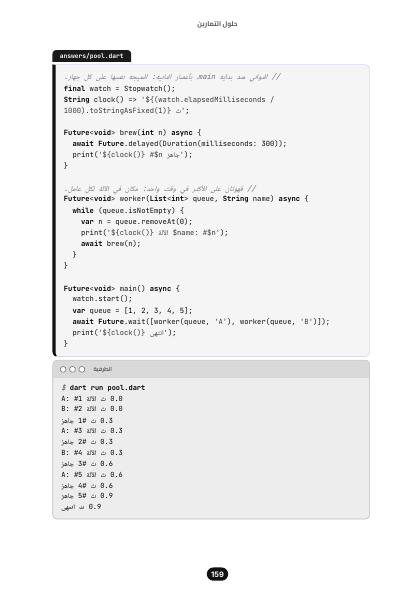 حلول التمارين
answers/pool.dart
// الثواني منذ بداية main، بأعشار الثانية: النتيجة نفسها على كل جهاز.
final watch = Stopwatch();
String clock() => '${(watch.elapsedMilliseconds /
1000).toStringAsFixed(1)} ث';
Future<void> brew(int n) async {
  await Future.delayed(Duration(milliseconds: 300));
  print('${clock()} #$n جاهز');
}
// قهوتان على الأكثر في وقت واحد: مكان في الآلة لكل عامل.
Future<void> worker(List<int> queue, String name) async {
  while (queue.isNotEmpty) {
    var n = queue.removeAt(0);
    print('${clock()} الآلة $name: #$n');
    await brew(n);
  }
}
Future<void> main() async {
  watch.start();
  var queue = [1, 2, 3, 4, 5];
  await Future.wait([worker(queue, 'A'), worker(queue, 'B')]);
  print('${clock()} انتهى');
}
الطرفية
$ dart run pool.dart
0.0 ث الآلة A: #1
0.0 ث الآلة B: #2
0.3 ث #1 جاهز
0.3 ث الآلة A: #3
0.3 ث #2 جاهز
0.3 ث الآلة B: #4
0.6 ث #3 جاهز
0.6 ث الآلة A: #5
0.6 ث #4 جاهز
0.9 ث #5 جاهز
0.9 ث انتهى
159